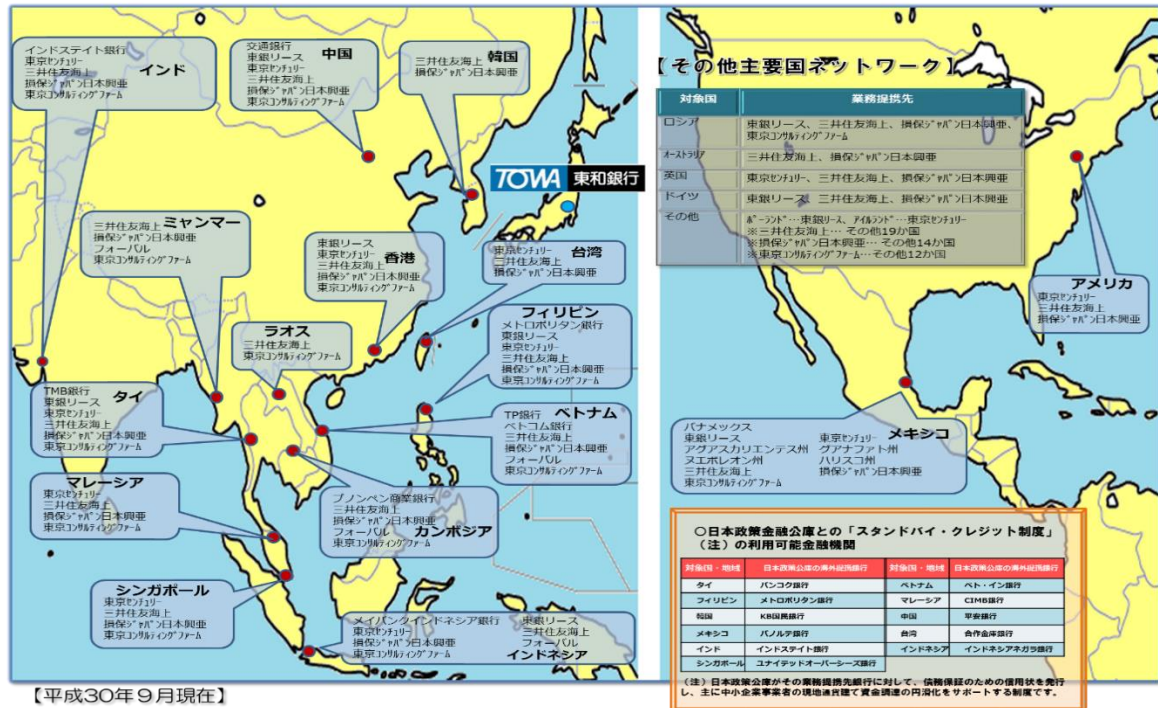 インドステイト銀行
東京センチュリー
三井住友海上
損保ジャパン日本興亜
東京コンサルティングファーム
インド
交通銀行
東銀リース
東京センチュリー
三井住友海上
損保ジャパン日本興亜
東京コンサルティングファーム
中国
三井住友海上
損保ジャパン日本興亜
韓国
TOWA 東和銀行
三井住友海上
損保ジャパン日本興亜
フォーバル
東京コンサルティングファーム
ミャンマー
東銀リース
東京センチュリー
三井住友海上
損保ジャパン日本興亜
東京コンサルティングファーム
香港
東京センチュリー
三井住友海上
損保ジャパン日本興亜
台湾
ラオス
三井住友海上
東京コンサルティングファーム
フィリピン
メトロポリタン銀行
東銀リース
東京センチュリー
三井住友海上
損保ジャパン日本興亜
東京コンサルティングファーム
TMB銀行
東銀リース
東京センチュリー
三井住友海上
損保ジャパン日本興亜
東京コンサルティングファーム
タイ
TP銀行
ベトコム銀行
三井住友海上
損保ジャパン日本興亜
フォーバル
東京コンサルティングファーム
ベトナム
マレーシア
東京センチュリー
三井住友海上
損保ジャパン日本興亜
東京コンサルティングファーム
プノンペン商業銀行
三井住友海上
損保ジャパン日本興亜
フォーバル
東京コンサルティングファーム
カンボジア
シンガポール
東京センチュリー
三井住友海上
損保ジャパン日本興亜
東京コンサルティングファーム
メイバンクインドネシア銀行 東銀リース
東京センチュリー 三井住友海上
損保ジャパン日本興亜 フォーバル
東京コンサルティングファーム インドネシア
【その他主要国ネットワーク】
対象国 業務提携先
ロシア 東銀リース、三井住友海上、損保ジャパン日本興亜、
東京コンサルティングファーム
オーストラリア 三井住友海上、損保ジャパン日本興亜
英国 東京センチュリー、三井住友海上、損保ジャパン日本興亜
ドイツ 東銀リース、三井住友海上、損保ジャパン日本興亜
その他 ポーランド…東銀リース、アイルランド…東京センチュリー
※三井住友海上… その他19か国
※損保ジャパン日本興亜… その他14か国
※東京コンサルティングファーム…その他12か国
アメリカ
東京センチュリー
三井住友海上
損保ジャパン日本興亜
メキシコ
バナメックス
東銀リース 東京センチュリー
アグアスカリエンテス州 グアナファト州
ヌエボレオン州 ハリスコ州
三井住友海上 損保ジャパン日本興亜
東京コンサルティングファーム
○日本政策金融公庫との「スタンドバイ・クレジット制度」
（注）の利用可能金融機関
対象国・地域 日本政策公庫の海外提携銀行 対象国・地域 日本政策公庫の海外提携銀行
タイ バンコク銀行 ベトナム ベト・イン銀行
フィリピン メトロポリタン銀行 マレーシア CIMB銀行
韓国 KB国民銀行 中国 平安銀行
メキシコ バノルテ銀行 台湾 合作金庫銀行
インド インドステイト銀行 インドネシア インドネシアネガラ銀行
シンガポール ユナイテッドオーバーシーズ銀行
（注）日本政策公庫がその業務提携先銀行に対して、債務保証のための信用状を発行
し、主に中小企業事業者の現地通貨建て資金調達の円滑化をサポートする制度です。
【平成30年９月現在】